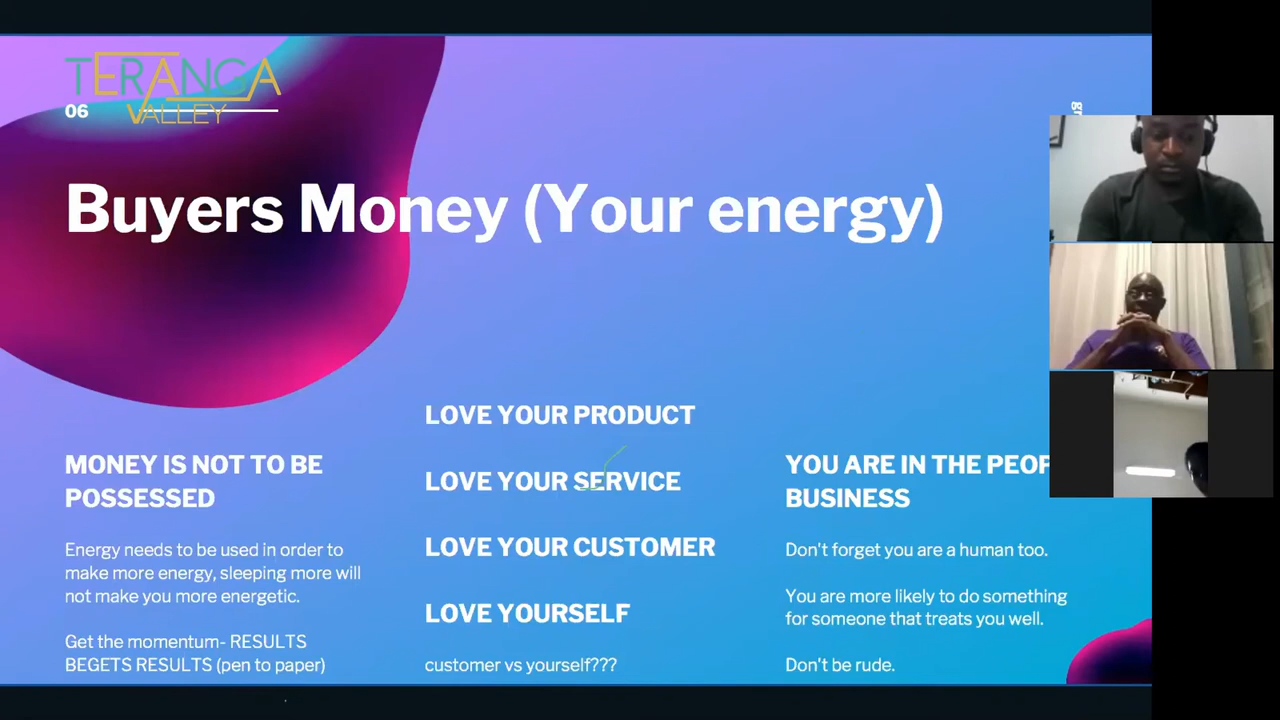 TERANGA
VALLEY
06
Buyers Money (Your energy)
MONEY IS NOT TO BE
POSSESSED
Energy needs to be used in order to
make more energy, sleeping more will
not make you more energetic.
Get the momentum- RESULTS
BEGETS RESULTS (pen to paper)
LOVE YOUR PRODUCT
LOVE YOUR SERVICE
LOVE YOUR CUSTOMER
LOVE YOURSELF
customer vs yourself???
YOU ARE IN THE
BUSINESS
Don't forget you are a human too.
You are more likely to do something
for someone that treats you well.
Don't be rude.